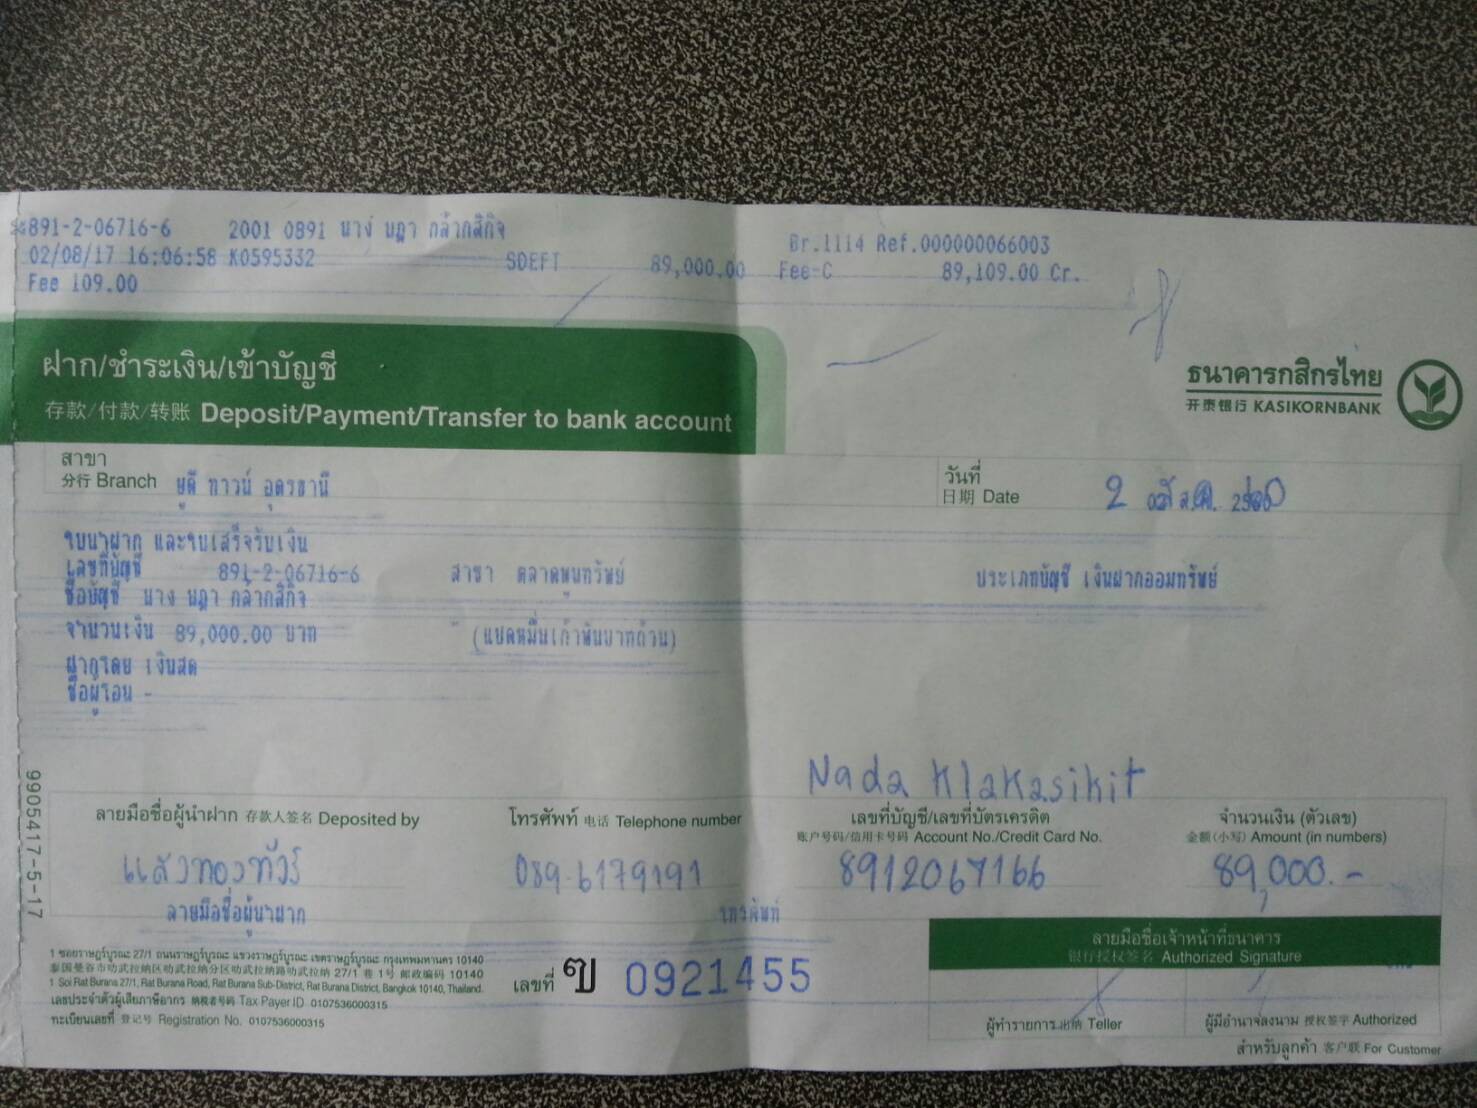 891-2-06716-6 2001 0891 นาง นฎา กล้ากสิกิจ Br.1114 Ref.000000066003
02/08/17 16:06:58 K0595332 SDEFT 89,000.00 Fee-C 89,109.00 Cr.
Fee 109.00
ฝาก/ชำระเงิน/เข้าบัญชี
存款/付款/转账 Deposit/Payment/Transfer to bank account
ธนาคารกสิกรไทย
开泰银行 KASIKORNBANK
สาขา
分行 Branch ยูดี ทาวน์ อุดรธานี
วันที่
日期 Date 2 ส.ค. 2560
ใบนำฝาก และใบเสร็จรับเงิน
เลขที่บัญชี 891-2-06716-6 สาขา ตลาดพูนทรัพย์ ประเภทบัญชี เงินฝากออมทรัพย์
ชื่อบัญชี นาง นฎา กล้ากสิกิจ
จำนวนเงิน 89,000.00 บาท (แปดหมื่นเก้าพันบาทถ้วน)
ฝากโดย เงินสด
ชื่อผู้โอน -
Nada Klakasikit
ลายมือชื่อผู้นำฝาก 存款人签名 Deposited by
โทรศัพท์ 电话 Telephone number
เลขที่บัญชี/เลขที่บัตรเครดิต
账户号码/信用卡号码 Account No./Credit Card No.
จำนวนเงิน (ตัวเลข)
金额(小写) Amount (in numbers)
แสงทองทัวร์ 089-6179191 8912067166 89,000.-
ลายมือชื่อผู้นำฝาก โทรศัพท์
9905417-5-17
1 ซอยราษฎร์บูรณะ 27/1 ถนนราษฎร์บูรณะ แขวงราษฎร์บูรณะ เขตราษฎร์บูรณะ กรุงเทพมหานคร 10140
泰国曼谷市叻武拉纳区叻武拉纳分区叻武拉纳路叻武拉纳 27/1 巷 1 号 邮政编码 10140
1 Soi Rat Burana 27/1, Rat Burana Road, Rat Burana Sub-District, Rat Burana District, Bangkok 10140, Thailand.
เลขประจำตัวผู้เสียภาษีอากร 纳税者号码 Tax Payer ID 0107536000315
ทะเบียนเลขที่ 登记号 Registration No. 0107536000315
เลขที่ ฃ 0921455
ลายมือชื่อเจ้าหน้าที่ธนาคาร
银行授权签名 Authorized Signature
ผู้ทำรายการ 出纳 Teller
ผู้มีอำนาจลงนาม 授权签字 Authorized
สำหรับลูกค้า 客户联 For Customer